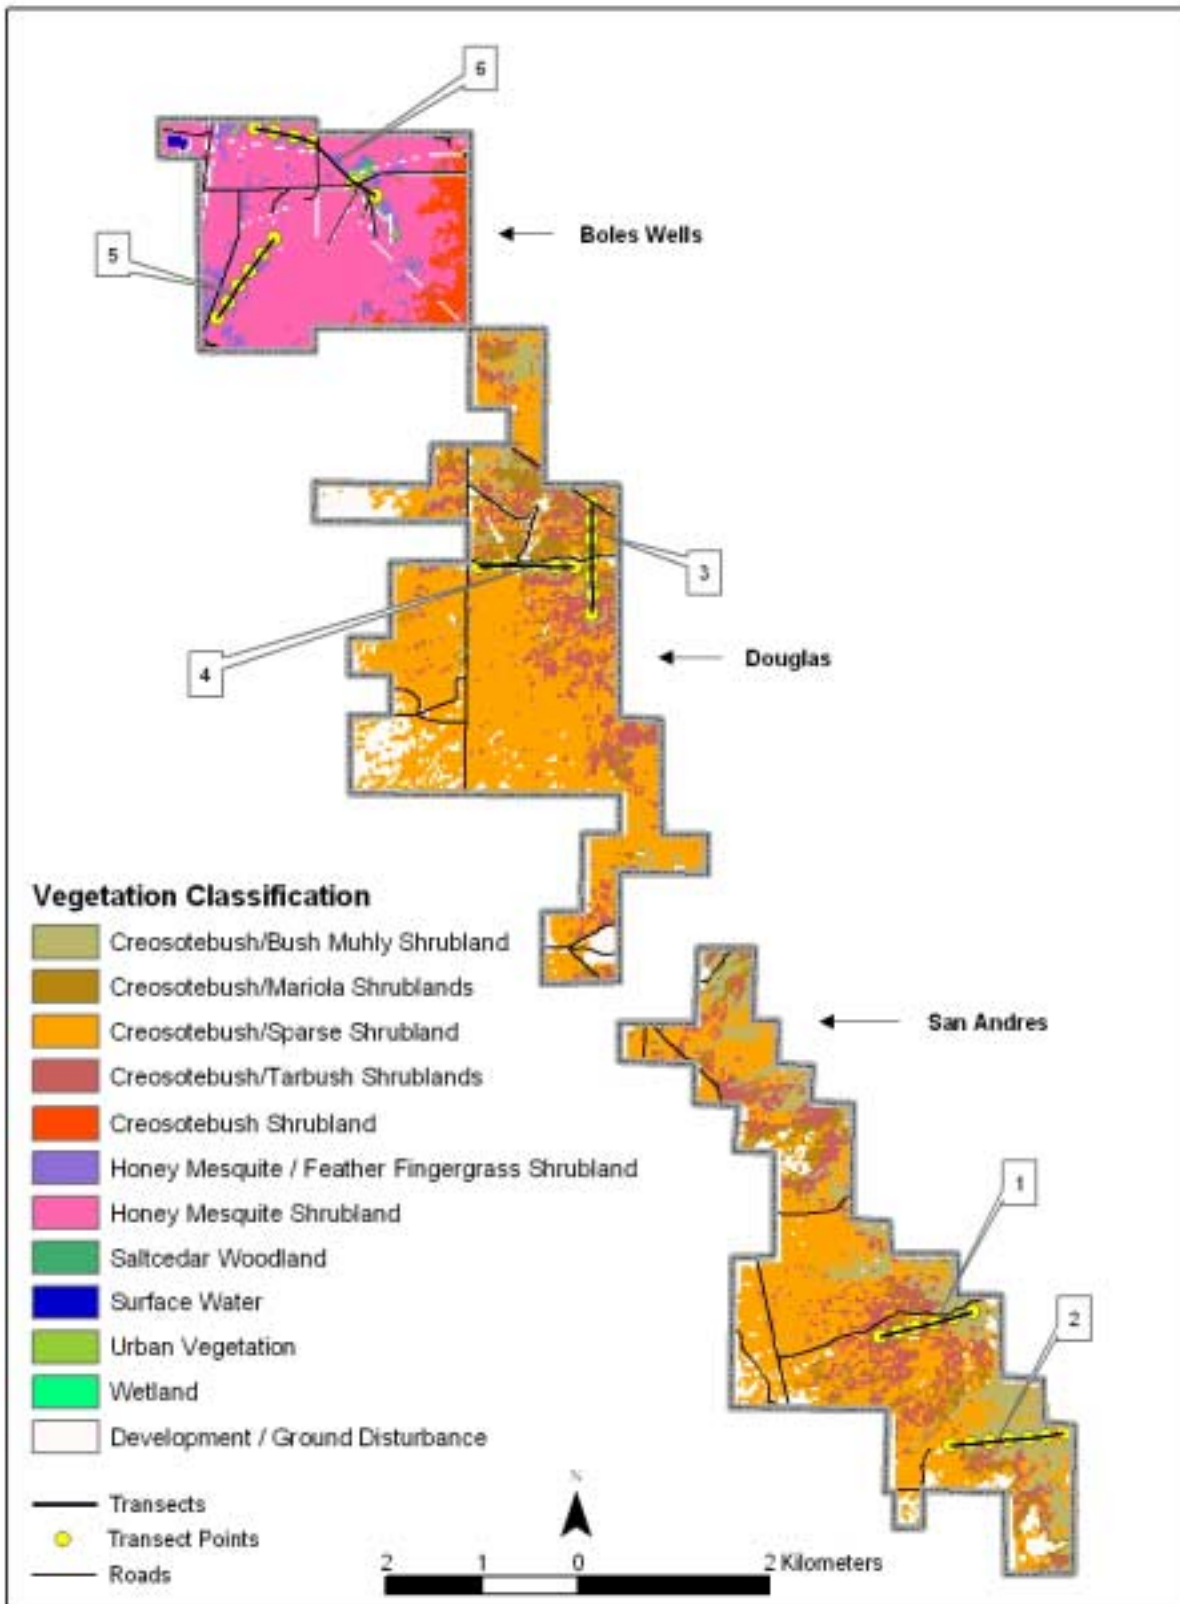 6
Boles Wells
5
3
4
Douglas
Vegetation Classification
Creosotebush/Bush Muhly Shrubland
Creosotebush/Mariola Shrublands
Creosotebush/Sparse Shrubland
Creosotebush/Tarbush Shrublands
Creosotebush Shrubland
Honey Mesquite / Feather Fingergrass Shrubland
Honey Mesquite Shrubland
Saltcedar Woodland
Surface Water
Urban Vegetation
Wetland
Development / Ground Disturbance
Transects
Transect Points
Roads
San Andres
1
2
N
2 1 0 2 Kilometers